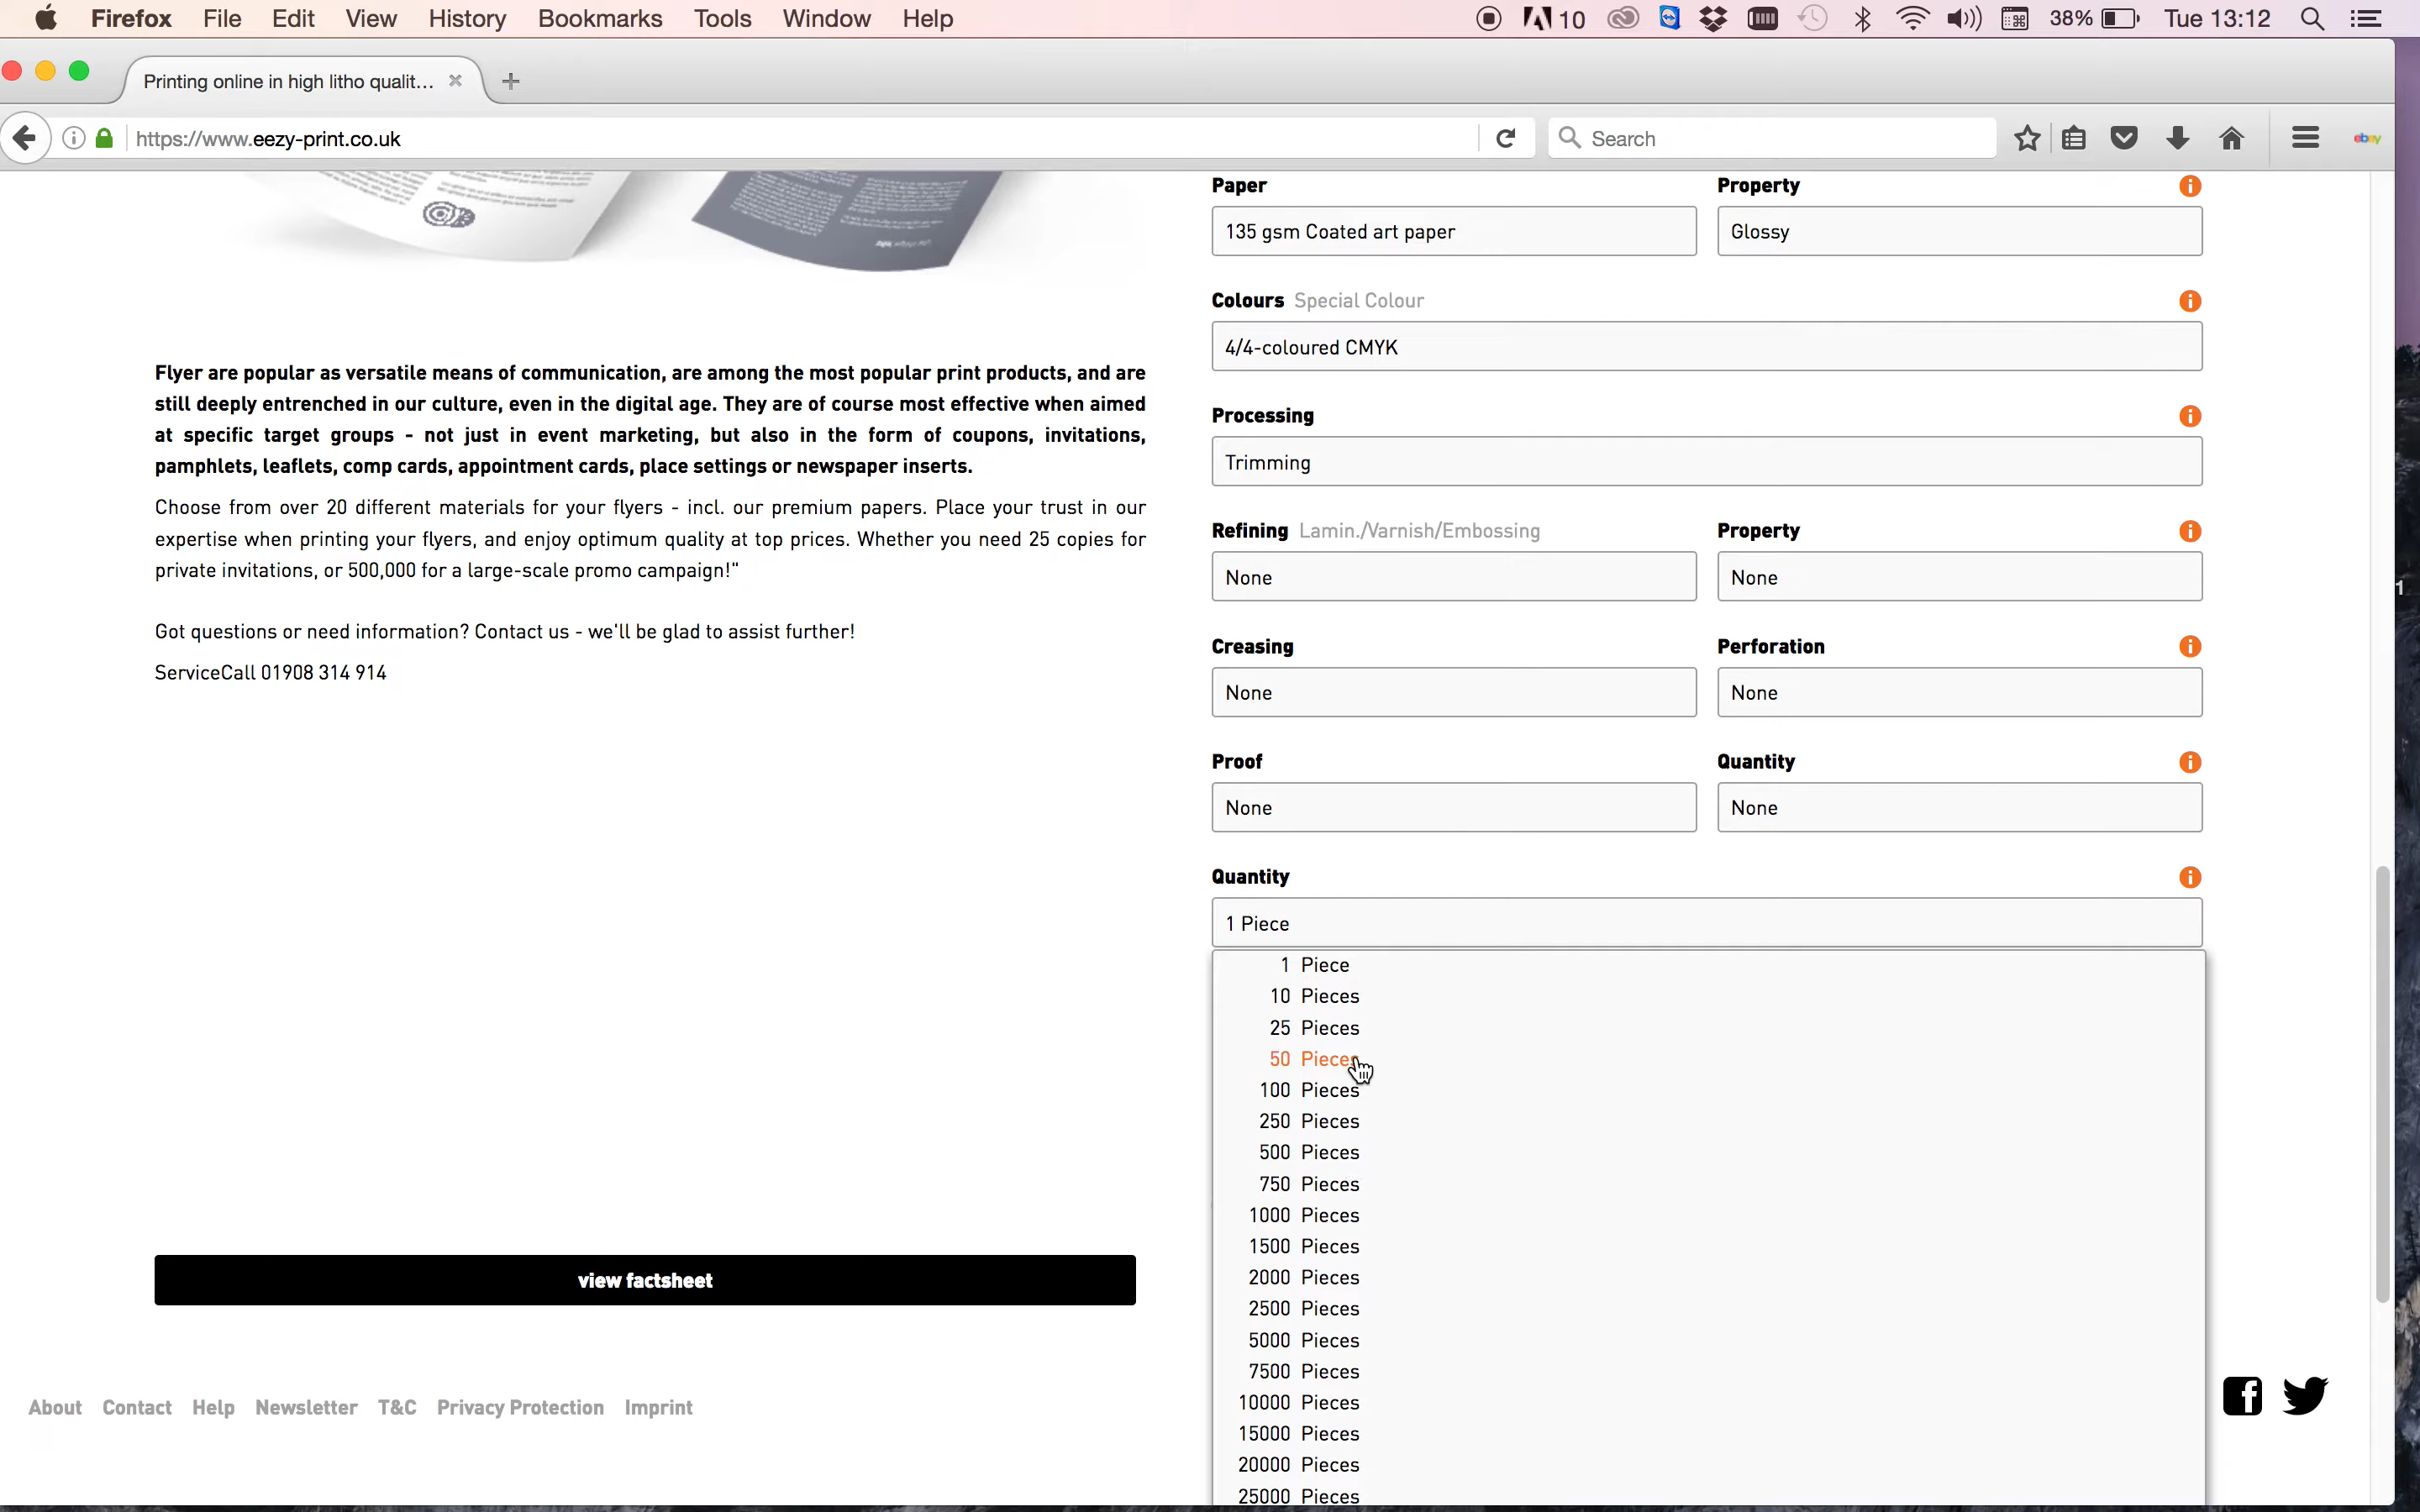 Firefox File Edit View History Bookmarks Tools Window Help
10 38% Tue 13:12
Printing online in high litho qualit...
https://www.eezy-print.co.uk
Search
ebay
Paper Property
135 gsm Coated art paper Glossy
Colours Special Colour
4/4-coloured CMYK
Processing
Trimming
Refining Lamin./Varnish/Embossing Property
None None
Creasing Perforation
None None
Proof Quantity
None None
Quantity
1 Piece
1 Piece
10 Pieces
25 Pieces
50 Pieces
100 Pieces
250 Pieces
500 Pieces
750 Pieces
1000 Pieces
1500 Pieces
2000 Pieces
2500 Pieces
5000 Pieces
7500 Pieces
10000 Pieces
15000 Pieces
20000 Pieces
25000 Pieces
Flyer are popular as versatile means of communication, are among the most popular print products, and are
still deeply entrenched in our culture, even in the digital age. They are of course most effective when aimed
at specific target groups - not just in event marketing, but also in the form of coupons, invitations,
pamphlets, leaflets, comp cards, appointment cards, place settings or newspaper inserts.
Choose from over 20 different materials for your flyers - incl. our premium papers. Place your trust in our
expertise when printing your flyers, and enjoy optimum quality at top prices. Whether you need 25 copies for
private invitations, or 500,000 for a large-scale promo campaign!"
Got questions or need information? Contact us - we'll be glad to assist further!
ServiceCall 01908 314 914
view factsheet
About Contact Help Newsletter T&C Privacy Protection Imprint
1